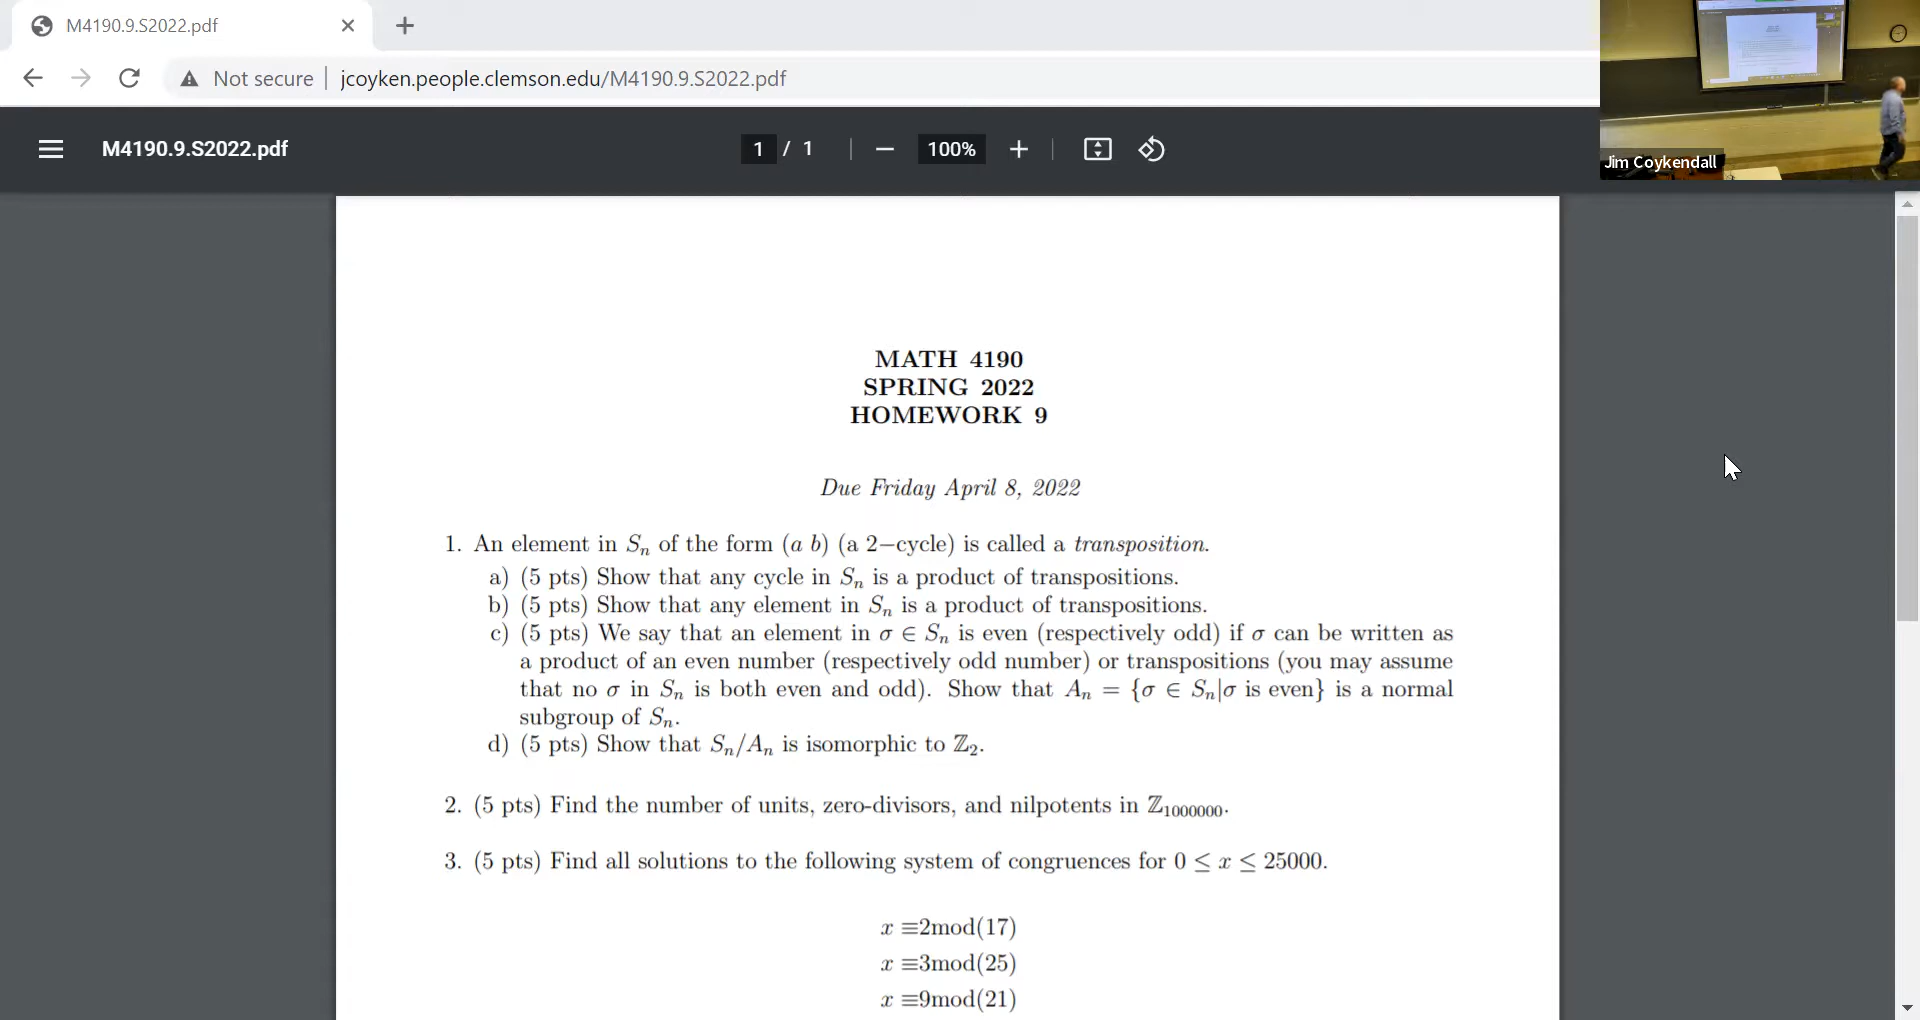 M4190.9.S2022.pdf
Not secure | jcoyken.people.clemson.edu/M4190.9.S2022.pdf
M4190.9.S2022.pdf
1 / 1
100%
Jim Coykendall
MATH 4190
SPRING 2022
HOMEWORK 9
Due Friday April 8, 2022
1. An element in Sₙ of the form (a b) (a 2−cycle) is called a transposition.
a) (5 pts) Show that any cycle in Sₙ is a product of transpositions.
b) (5 pts) Show that any element in Sₙ is a product of transpositions.
c) (5 pts) We say that an element in σ ∈ Sₙ is even (respectively odd) if σ can be written as
a product of an even number (respectively odd number) or transpositions (you may assume
that no σ in Sₙ is both even and odd). Show that Aₙ = {σ ∈ Sₙ|σ is even} is a normal
subgroup of Sₙ.
d) (5 pts) Show that Sₙ/Aₙ is isomorphic to ℤ₂.
2. (5 pts) Find the number of units, zero-divisors, and nilpotents in ℤ₁₀₀₀₀₀₀.
3. (5 pts) Find all solutions to the following system of congruences for 0 ≤ x ≤ 25000.
x ≡2mod(17)
x ≡3mod(25)
x ≡9mod(21)